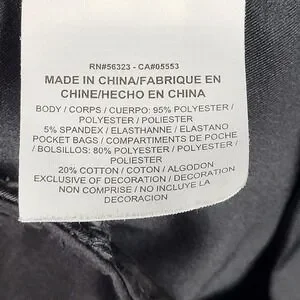 RN#56323 - CA#05553
MADE IN CHINA/FABRIQUE EN
CHINE/HECHO EN CHINA
BODY / CORPS / CUERPO: 95% POLYESTER /
POLYESTER / POLIESTER
5% SPANDEX / ELASTHANNE / ELASTANO
POCKET BAGS / COMPARTIMENTS DE POCHE
/ BOLSILLOS: 80% POLYESTER / POLYESTER /
POLIESTER
20% COTTON / COTON / ALGODON
EXCLUSIVE OF DECORATION / DECORATION
NON COMPRISE / NO INCLUYE LA
DECORACION